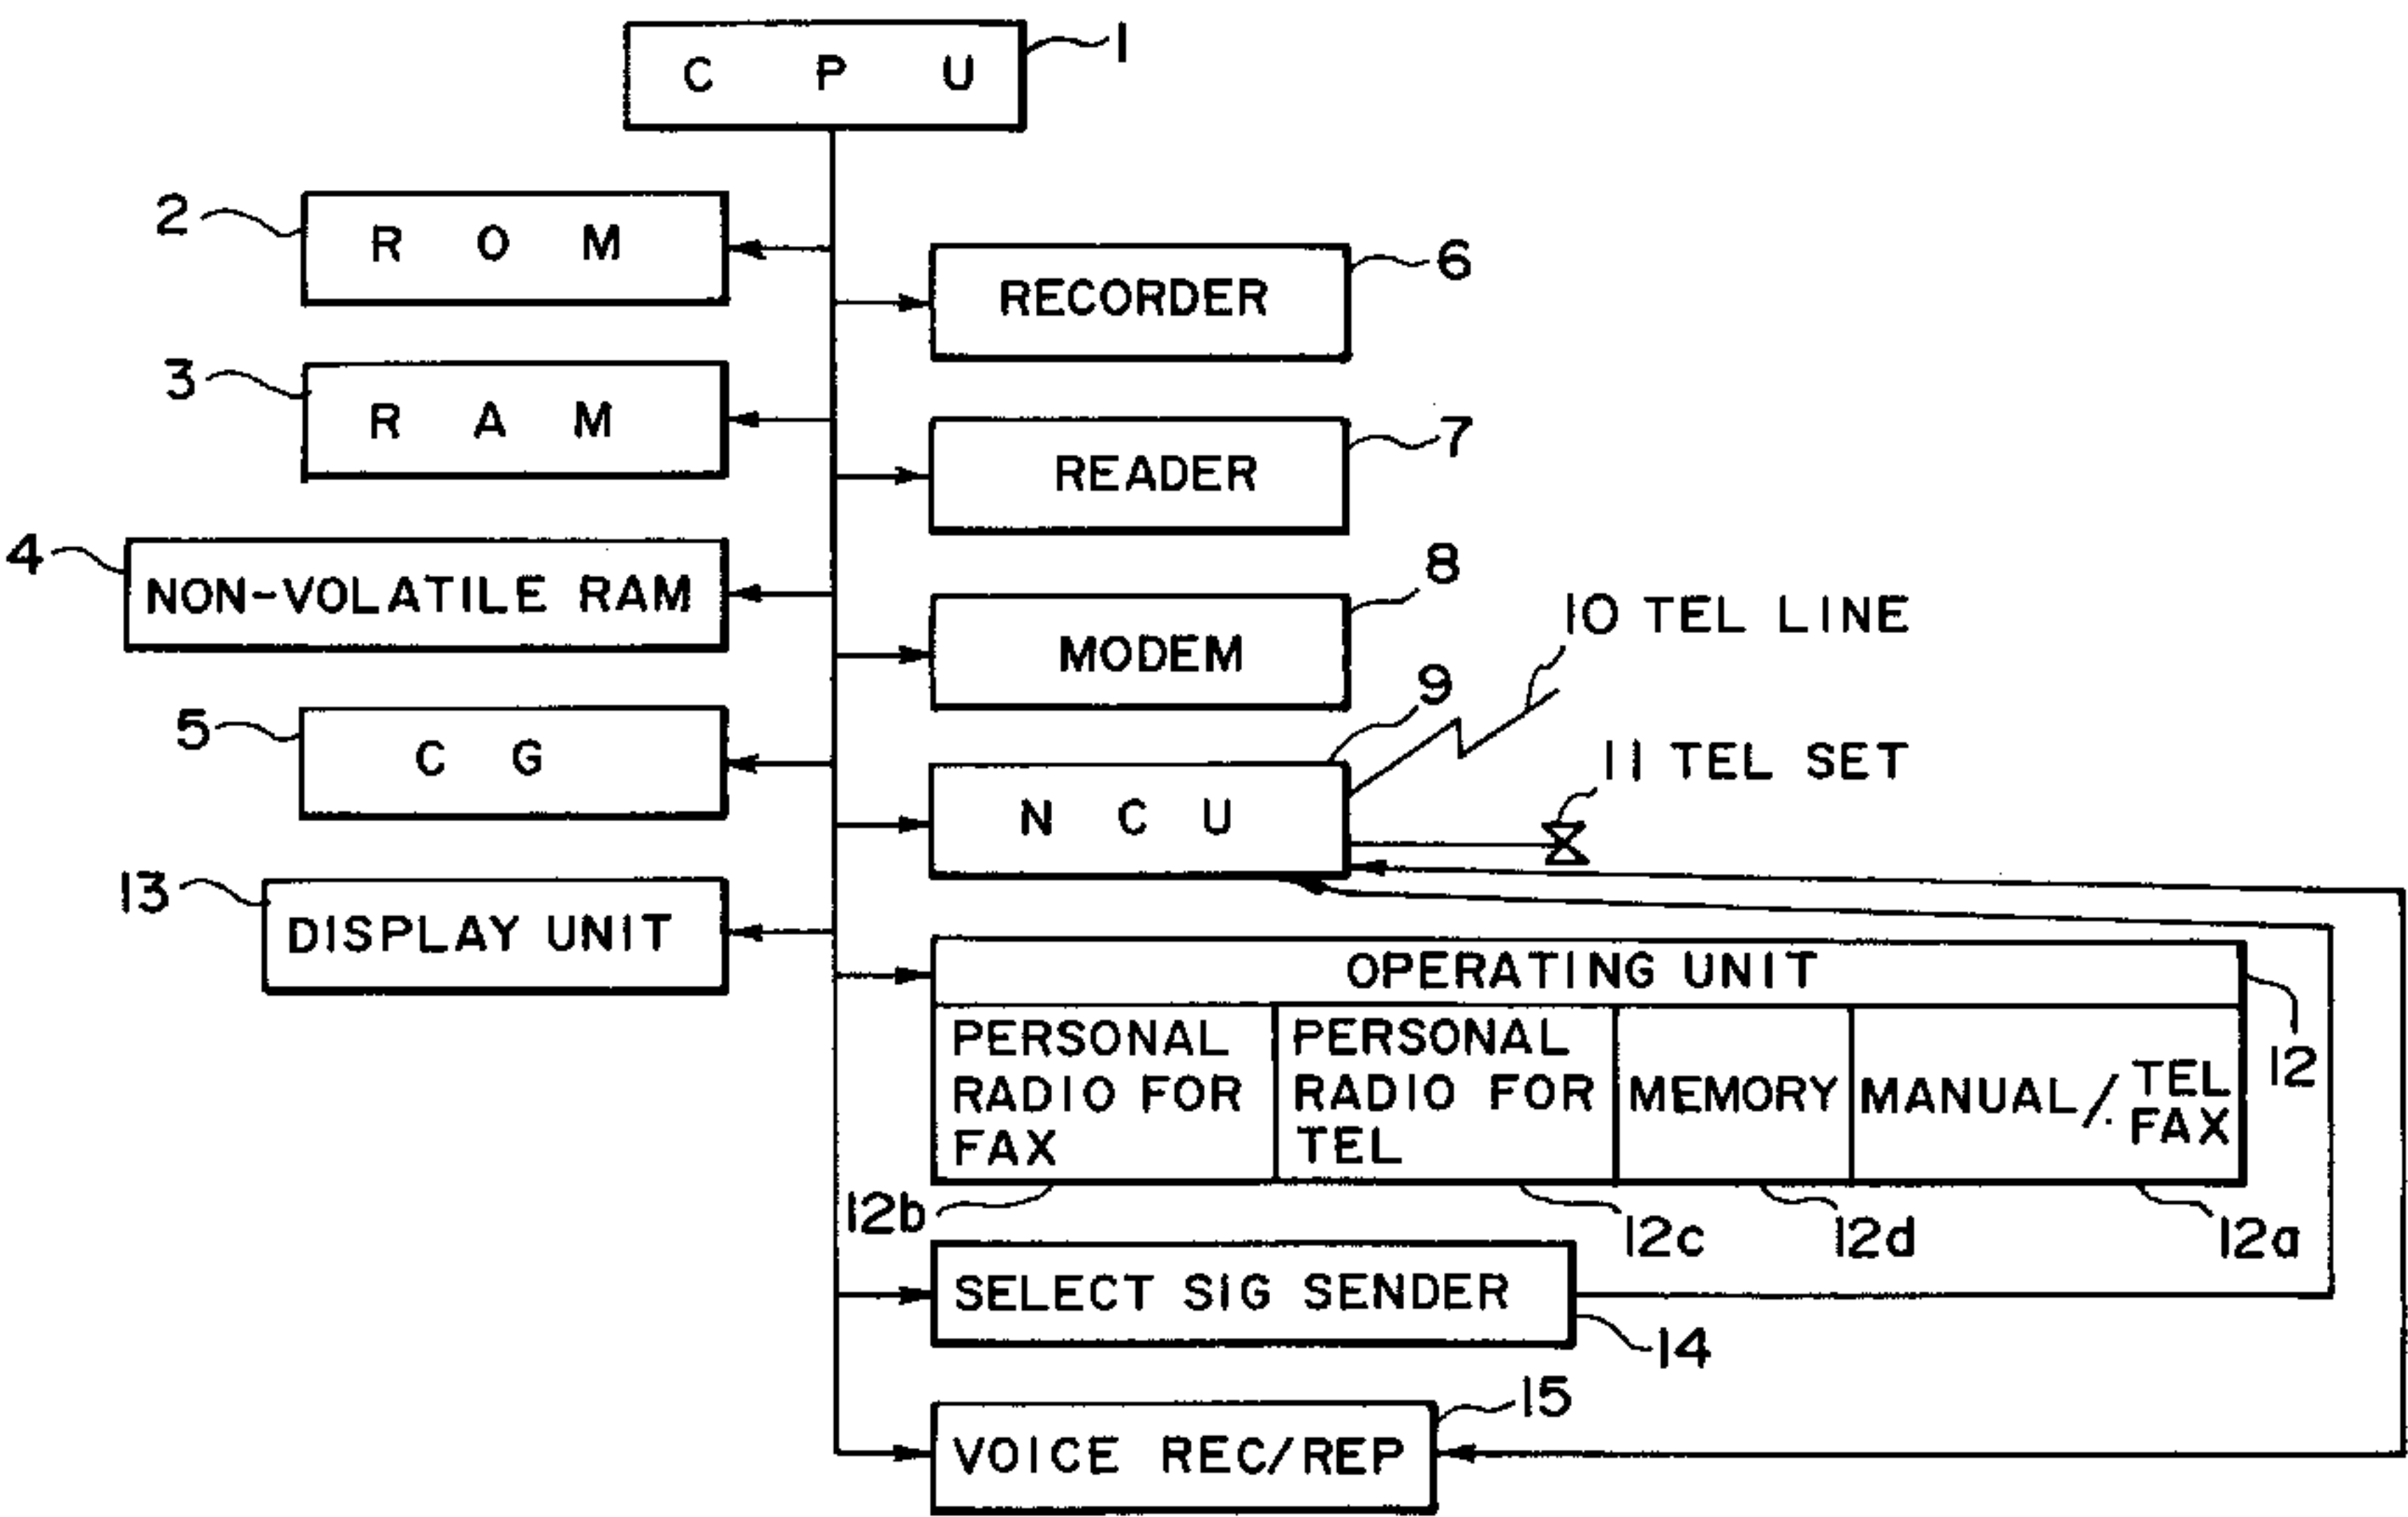 C P U
1
2
R O M
RECORDER
6
3
R A M
READER
7
4
NON-VOLATILE RAM
MODEM
8
10 TEL LINE
5
C G
N C U
9
11 TEL SET
13
DISPLAY UNIT
OPERATING UNIT
12
PERSONAL
RADIO FOR
FAX
PERSONAL
RADIO FOR
TEL
MEMORY
MANUAL/TEL
FAX
12b
12c
12d
12a
SELECT SIG SENDER
14
VOICE REC/REP
15